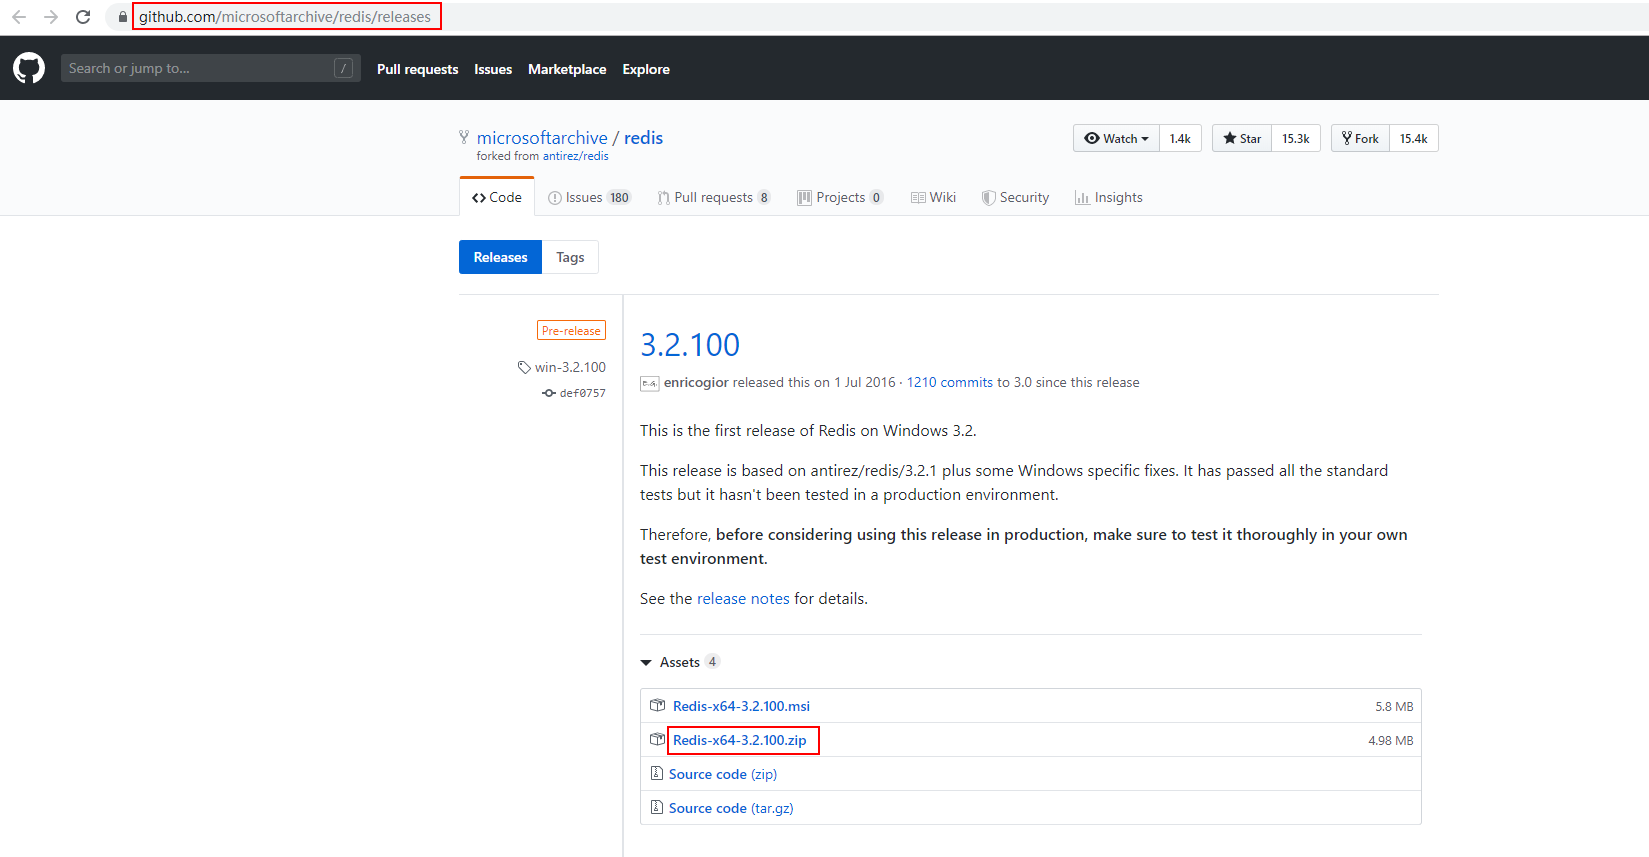 github.com/microsoftarchive/redis/releases
Search or jump to... / Pull requests Issues Marketplace Explore
microsoftarchive / redis Watch 1.4k Star 15.3k Fork 15.4k
forked from antirez/redis
Code Issues 180 Pull requests 8 Projects 0 Wiki Security Insights
Releases Tags
Pre-release
win-3.2.100
def0757
3.2.100
enricogior released this on 1 Jul 2016 · 1210 commits to 3.0 since this release
This is the first release of Redis on Windows 3.2.
This release is based on antirez/redis/3.2.1 plus some Windows specific fixes. It has passed all the standard
tests but it hasn't been tested in a production environment.
Therefore, before considering using this release in production, make sure to test it thoroughly in your own
test environment.
See the release notes for details.
Assets 4
Redis-x64-3.2.100.msi 5.8 MB
Redis-x64-3.2.100.zip 4.98 MB
Source code (zip)
Source code (tar.gz)